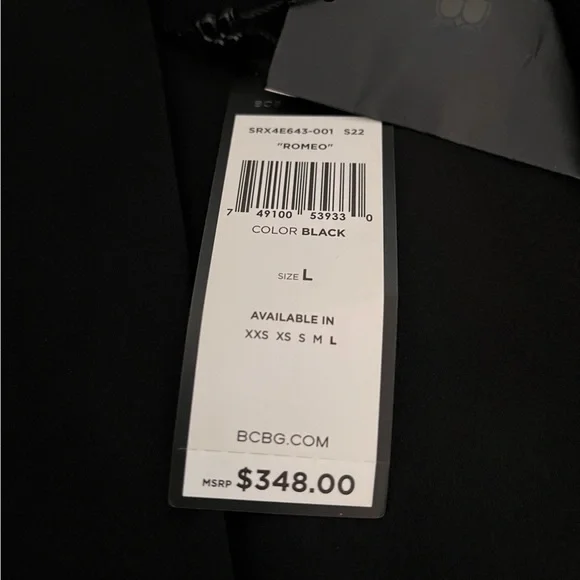 BCBG
SRX4E643-001 S22
"ROMEO"
7 49100 53933 0
COLOR BLACK
SIZE L
AVAILABLE IN
XXS XS S M L
BCBG.COM
MSRP $348.00